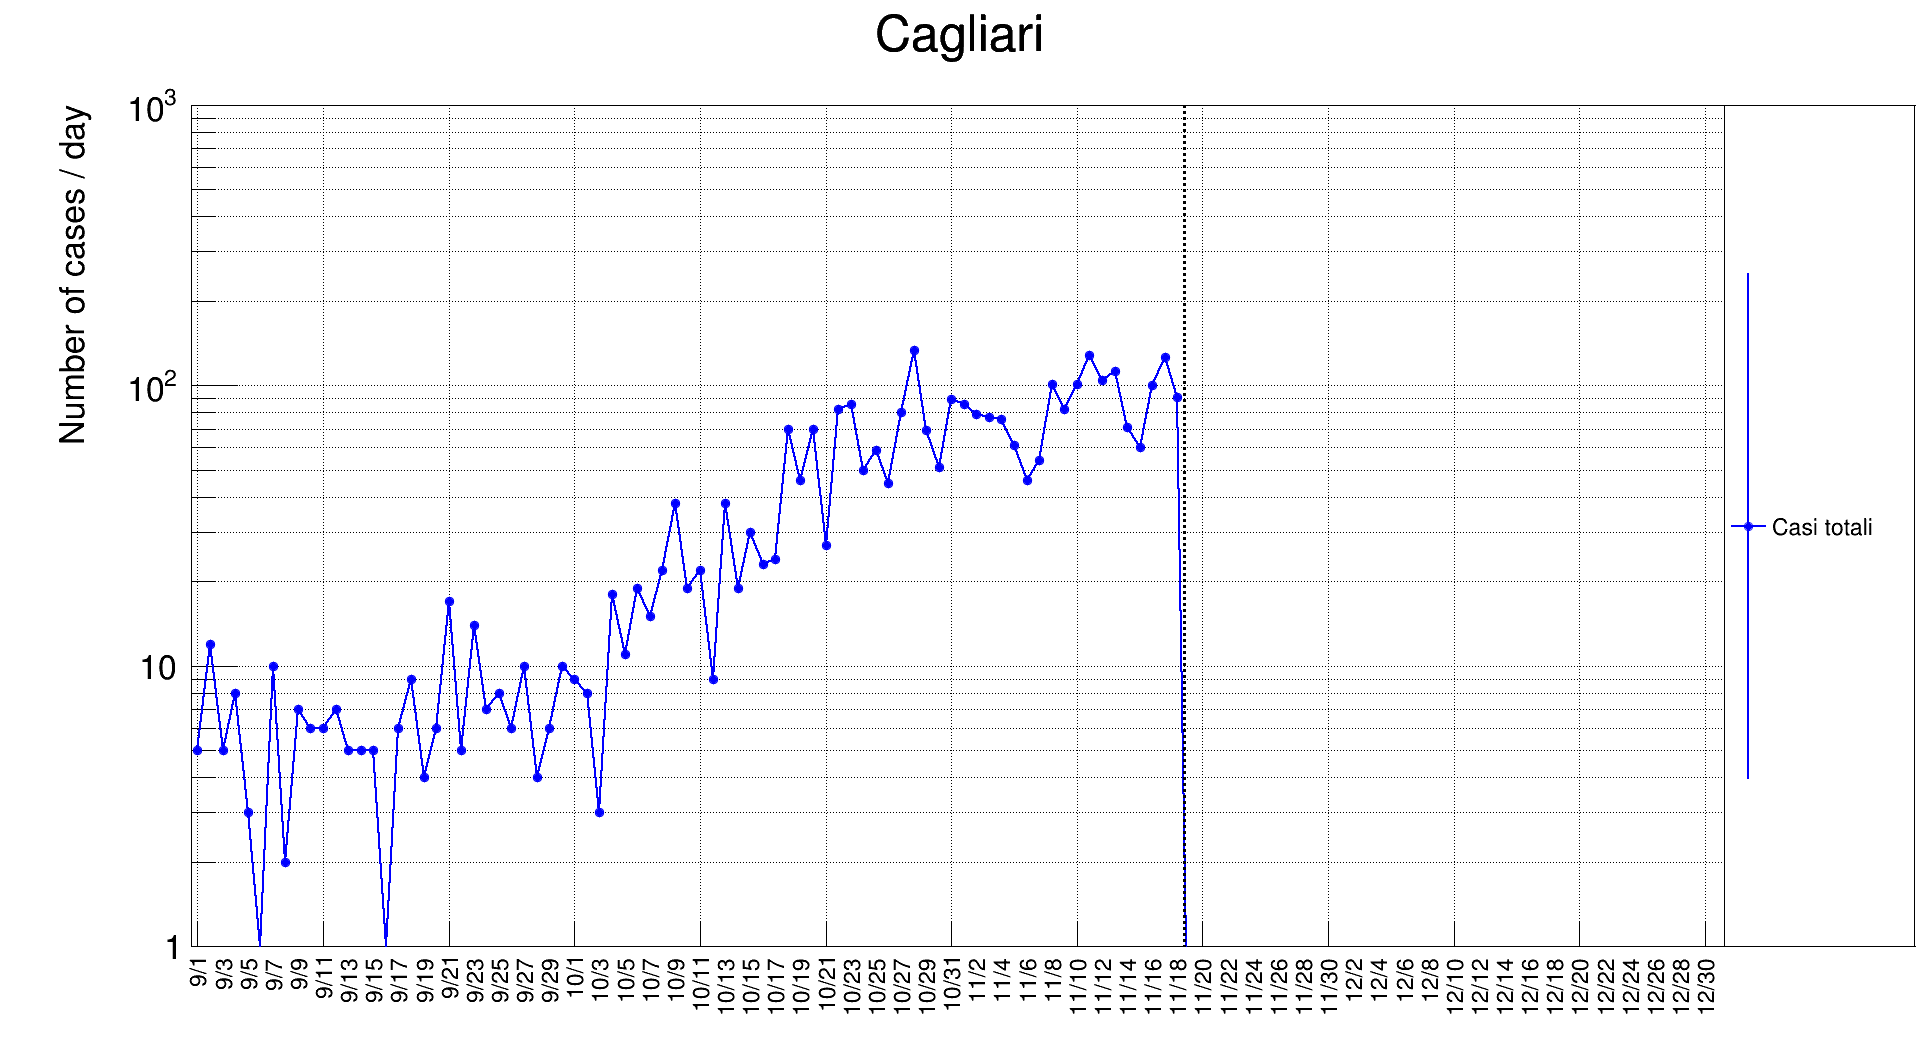 Cagliari
Number of cases / day
10³
10²
10
1
9/1 9/3 9/5 9/7 9/9 9/11 9/13 9/15 9/17 9/19 9/21 9/23 9/25 9/27 9/29 10/1 10/3 10/5 10/7 10/9 10/11 10/13 10/15 10/17 10/19 10/21 10/23 10/25 10/27 10/29 10/31 11/2 11/4 11/6 11/8 11/10 11/12 11/14 11/16 11/18 11/20 11/22 11/24 11/26 11/28 11/30 12/2 12/4 12/6 12/8 12/10 12/12 12/14 12/16 12/18 12/20 12/22 12/24 12/26 12/28 12/30
Casi totali